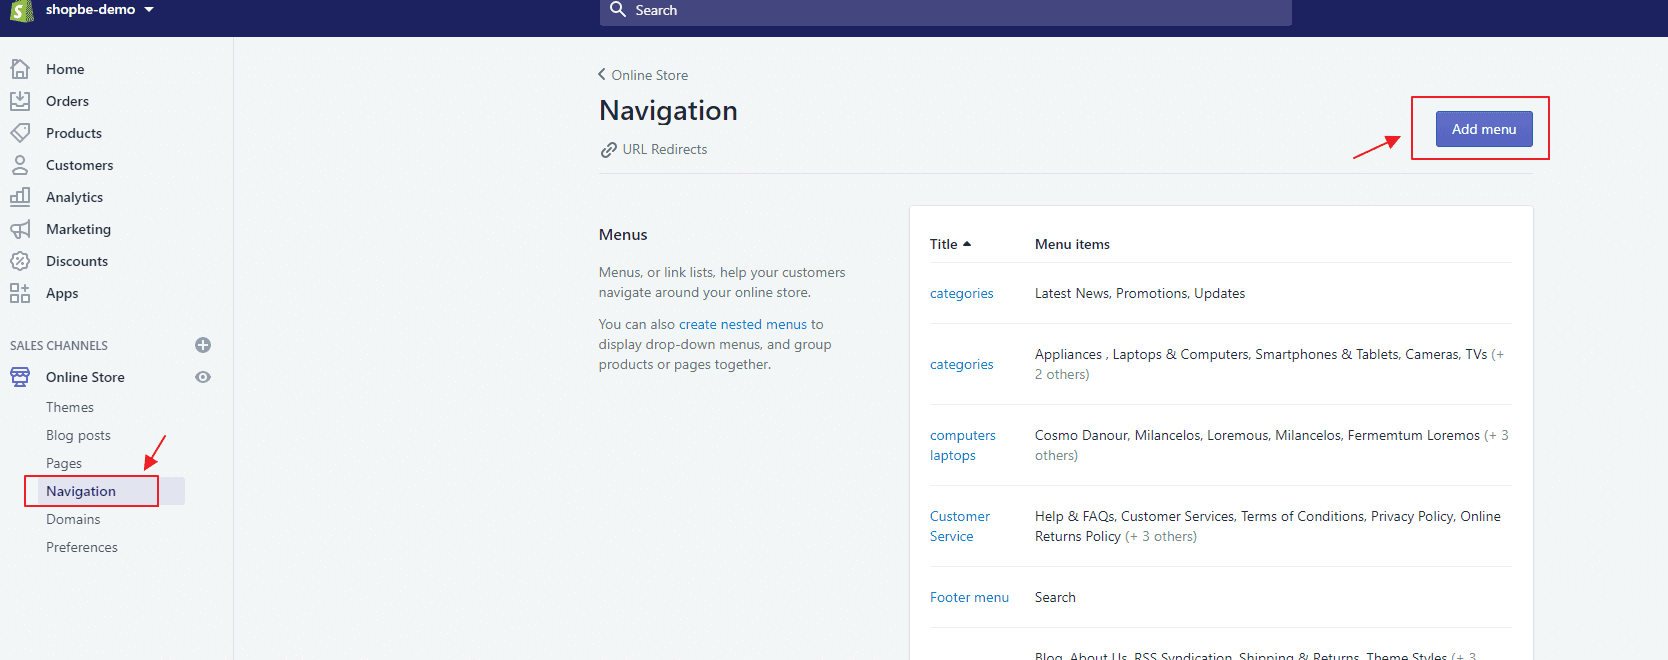 shopbe-demo
Search
Home
Orders
Products
Customers
Analytics
Marketing
Discounts
Apps
SALES CHANNELS
Online Store
Themes
Blog posts
Pages
Navigation
Domains
Preferences
Online Store
Navigation
URL Redirects
Add menu
Menus
Menus, or link lists, help your customers
navigate around your online store.
You can also create nested menus to
display drop-down menus, and group
products or pages together.
Title Menu items
categories Latest News, Promotions, Updates
categories Appliances , Laptops & Computers, Smartphones & Tablets, Cameras, TVs (+
2 others)
computers Cosmo Danour, Milancelos, Loremous, Milancelos, Fermemtum Loremos (+ 3
laptops others)
Customer Help & FAQs, Customer Services, Terms of Conditions, Privacy Policy, Online
Service Returns Policy (+ 3 others)
Footer menu Search
Blog, About Us, RSS Syndication, Shipping & Returns, Theme Styles (+ 3